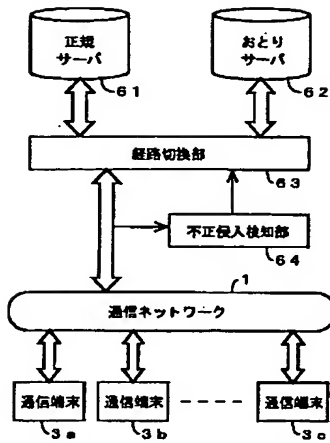 正規
サーバ
61
おとり
サーバ
62
経路切換部
63
不正侵入検知部
64
1
通信ネットワーク
通信端末
3a
通信端末
3b
通信端末
3c